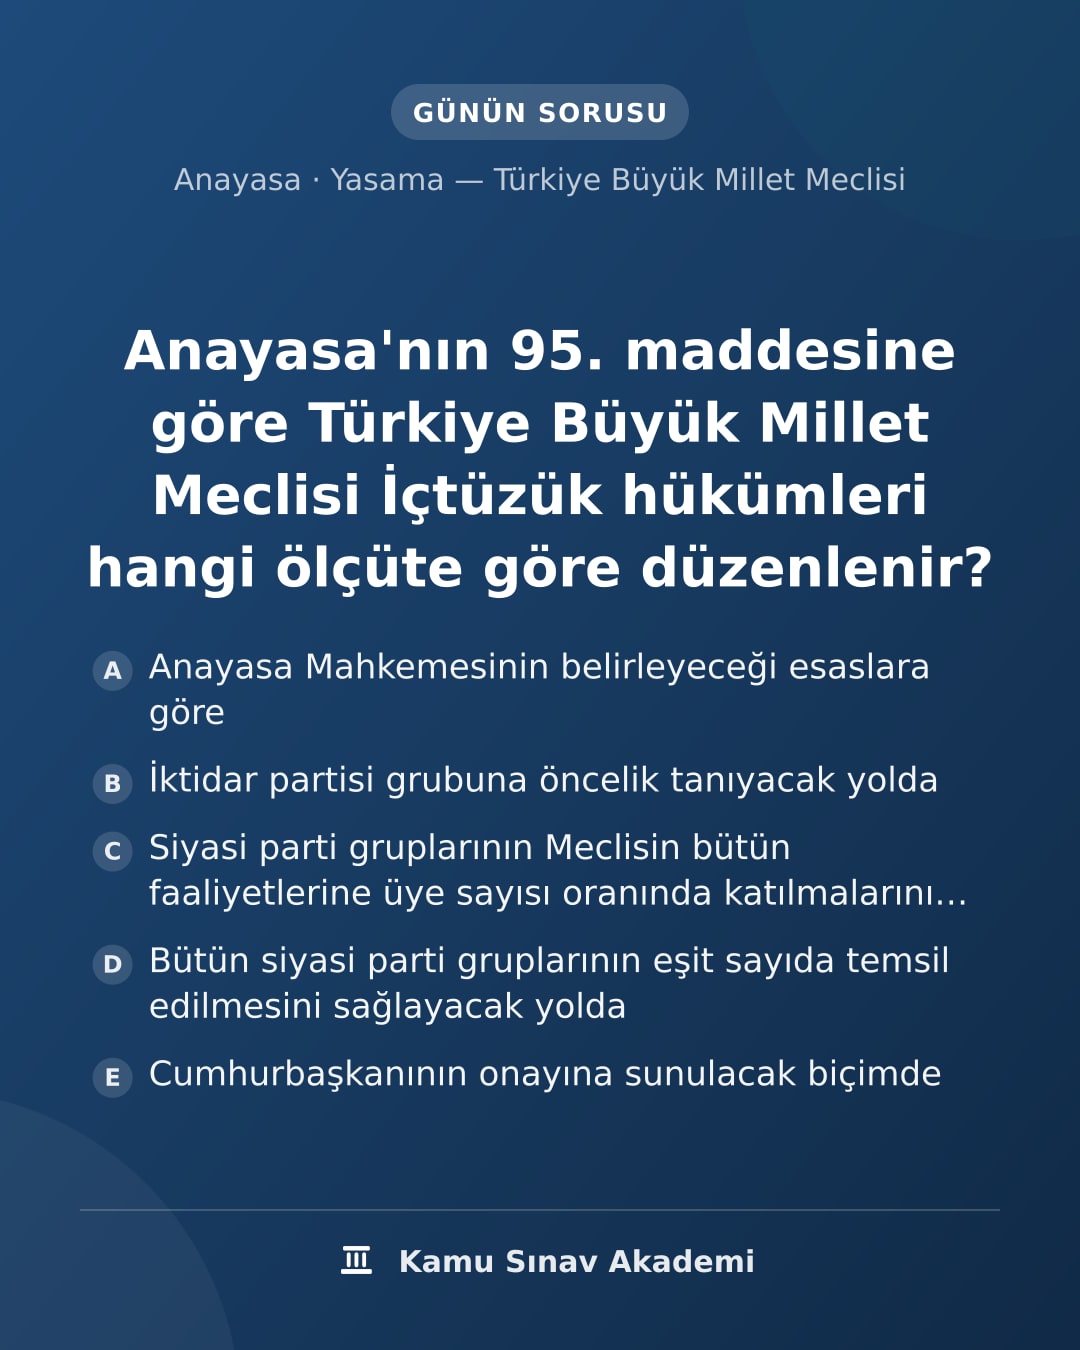 GÜNÜN SORUSU
Anayasa · Yasama — Türkiye Büyük Millet Meclisi
Anayasa'nın 95. maddesine
göre Türkiye Büyük Millet
Meclisi İçtüzük hükümleri
hangi ölçüte göre düzenlenir?
A Anayasa Mahkemesinin belirleyeceği esaslara
göre
B İktidar partisi grubuna öncelik tanıyacak yolda
C Siyasi parti gruplarının Meclisin bütün
faaliyetlerine üye sayısı oranında katılmalarını...
D Bütün siyasi parti gruplarının eşit sayıda temsil
edilmesini sağlayacak yolda
E Cumhurbaşkanının onayına sunulacak biçimde
Kamu Sınav Akademi